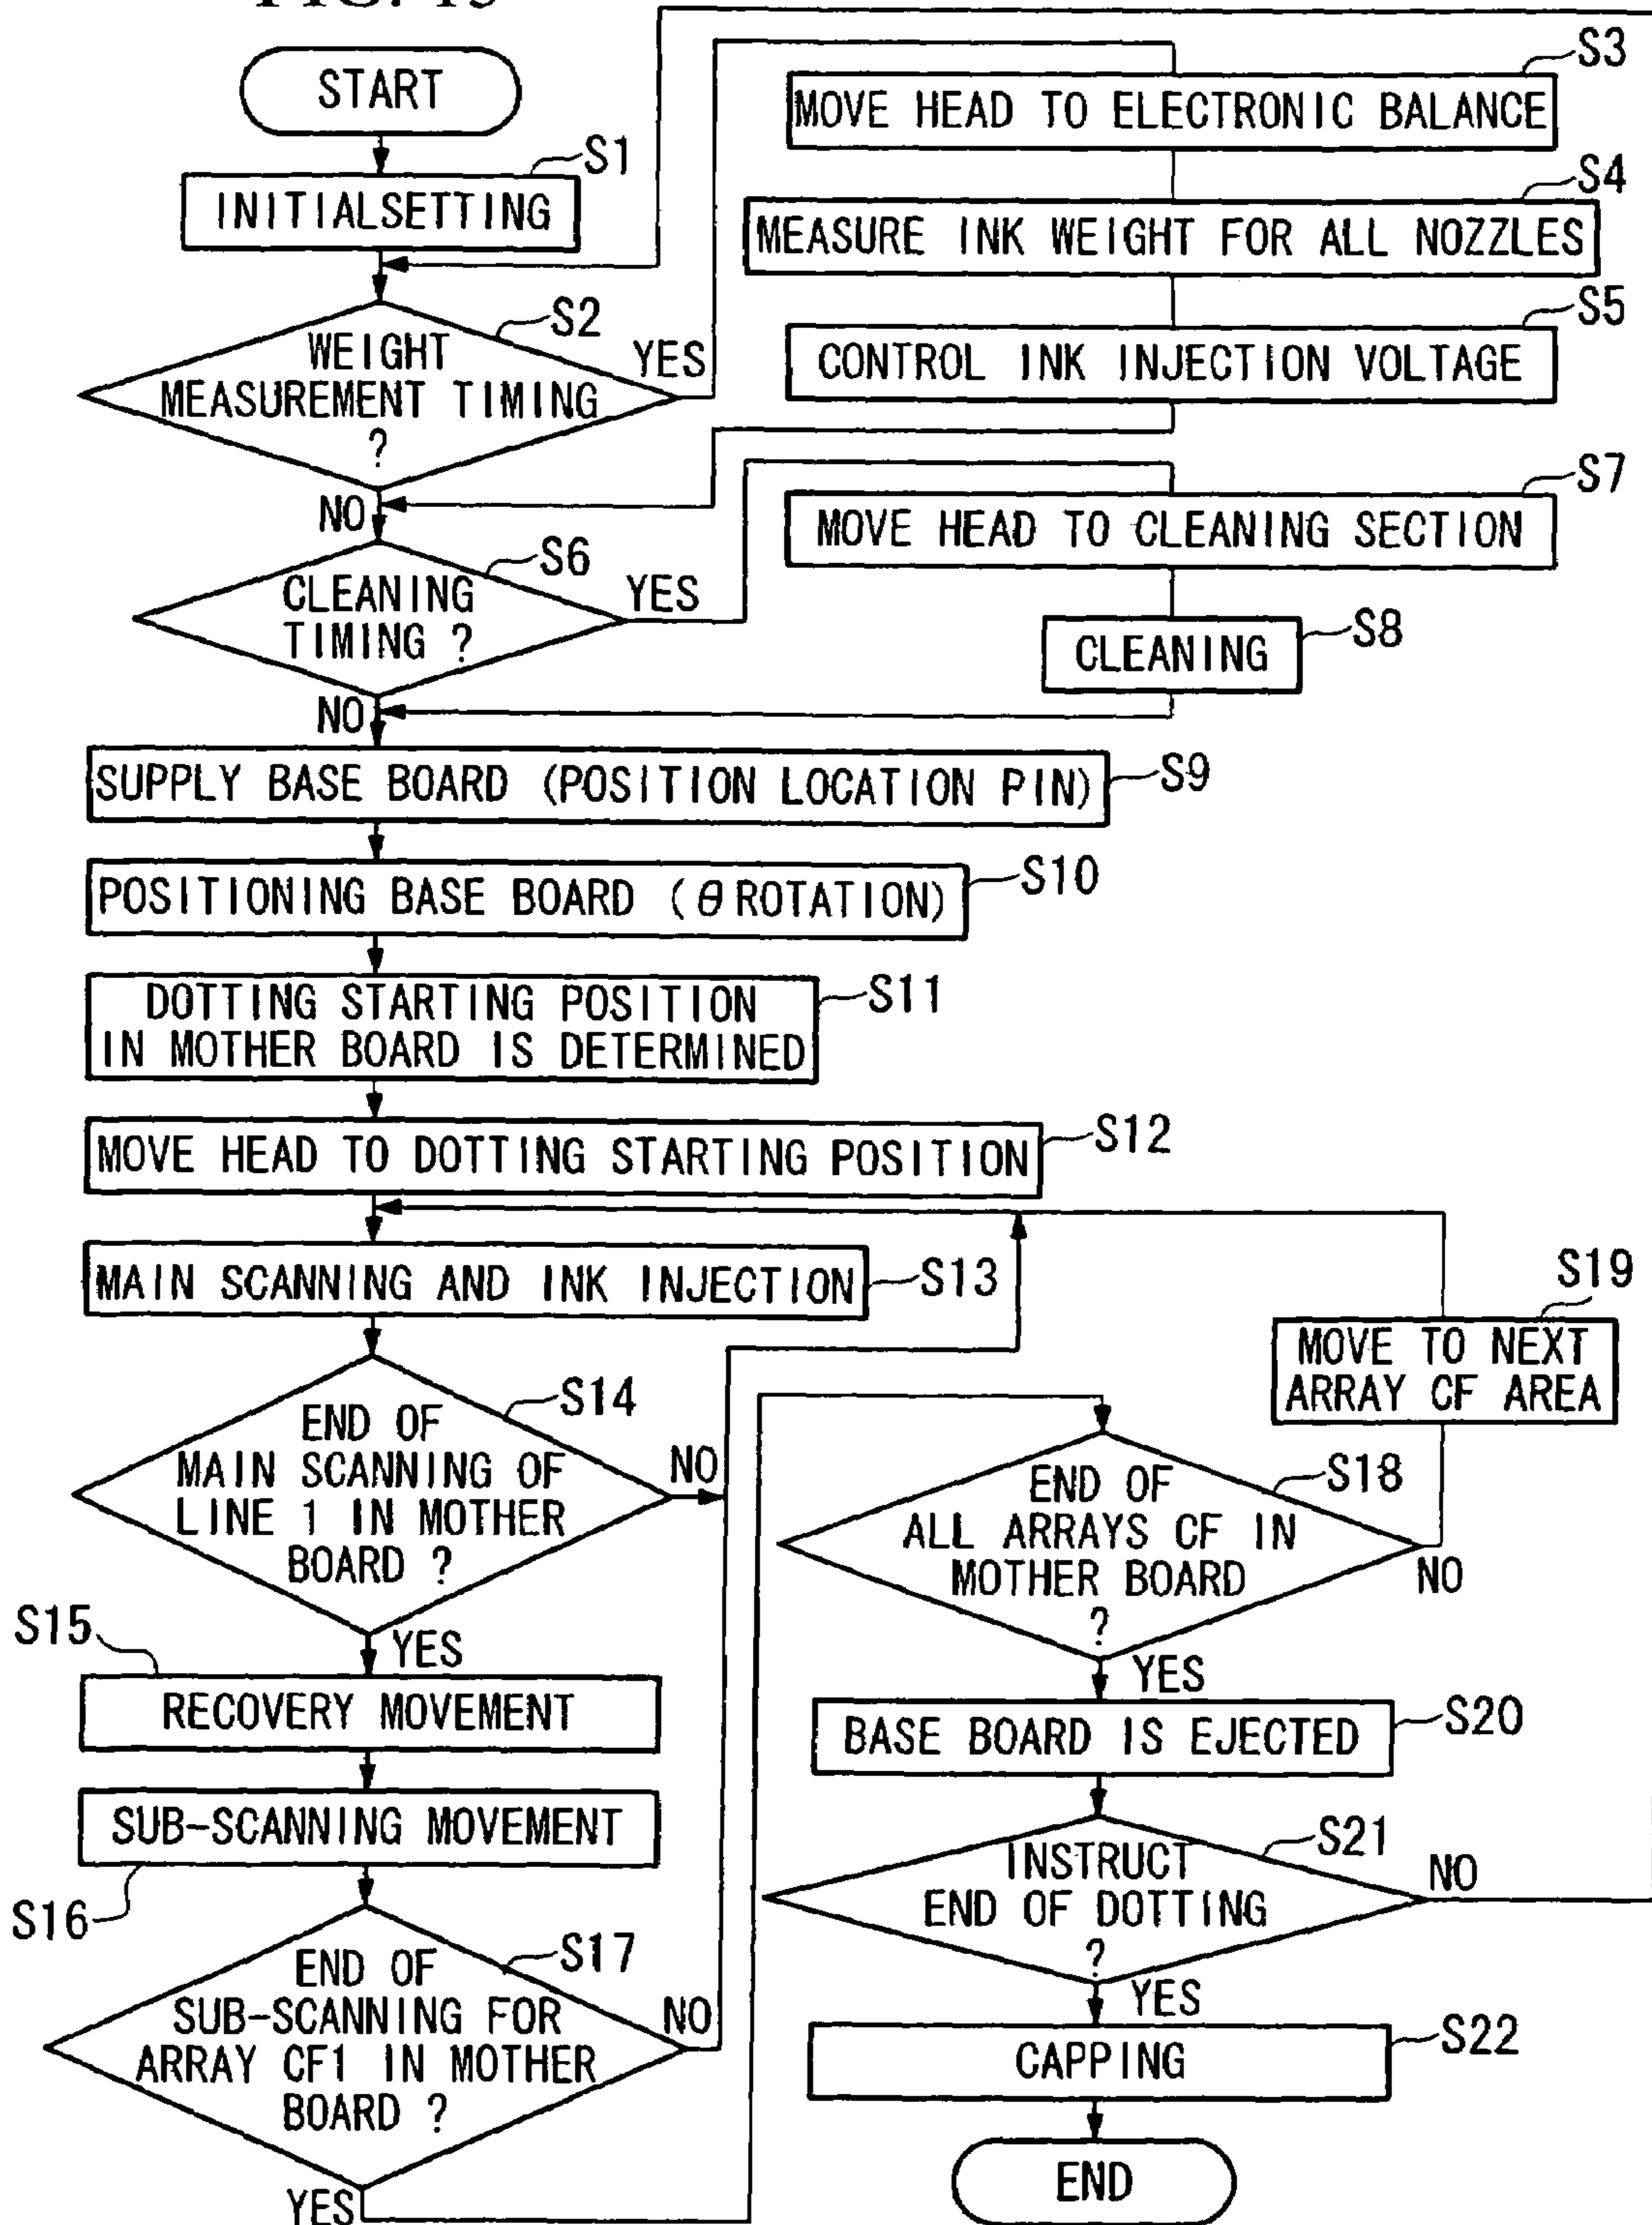 START
S1
INITIALSETTING
S2
WEIGHT
MEASUREMENT TIMING
?
YES
NO
S3
MOVE HEAD TO ELECTRONIC BALANCE
S4
MEASURE INK WEIGHT FOR ALL NOZZLES
S5
CONTROL INK INJECTION VOLTAGE
S6
CLEANING
TIMING ?
YES
NO
S7
MOVE HEAD TO CLEANING SECTION
S8
CLEANING
SUPPLY BASE BOARD (POSITION LOCATION PIN)
S9
POSITIONING BASE BOARD (θ ROTATION)
S10
DOTTING STARTING POSITION
IN MOTHER BOARD IS DETERMINED
S11
MOVE HEAD TO DOTTING STARTING POSITION
S12
MAIN SCANNING AND INK INJECTION
S13
S14
END OF
MAIN SCANNING OF
LINE 1 IN MOTHER
BOARD ?
NO
YES
S15
RECOVERY MOVEMENT
SUB-SCANNING MOVEMENT
S16
S17
END OF
SUB-SCANNING FOR
ARRAY CF1 IN MOTHER
BOARD ?
NO
YES
S18
END OF
ALL ARRAYS CF IN
MOTHER BOARD
?
NO
YES
S19
MOVE TO NEXT
ARRAY CF AREA
BASE BOARD IS EJECTED
S20
S21
INSTRUCT
END OF DOTTING
?
NO
YES
CAPPING
S22
END